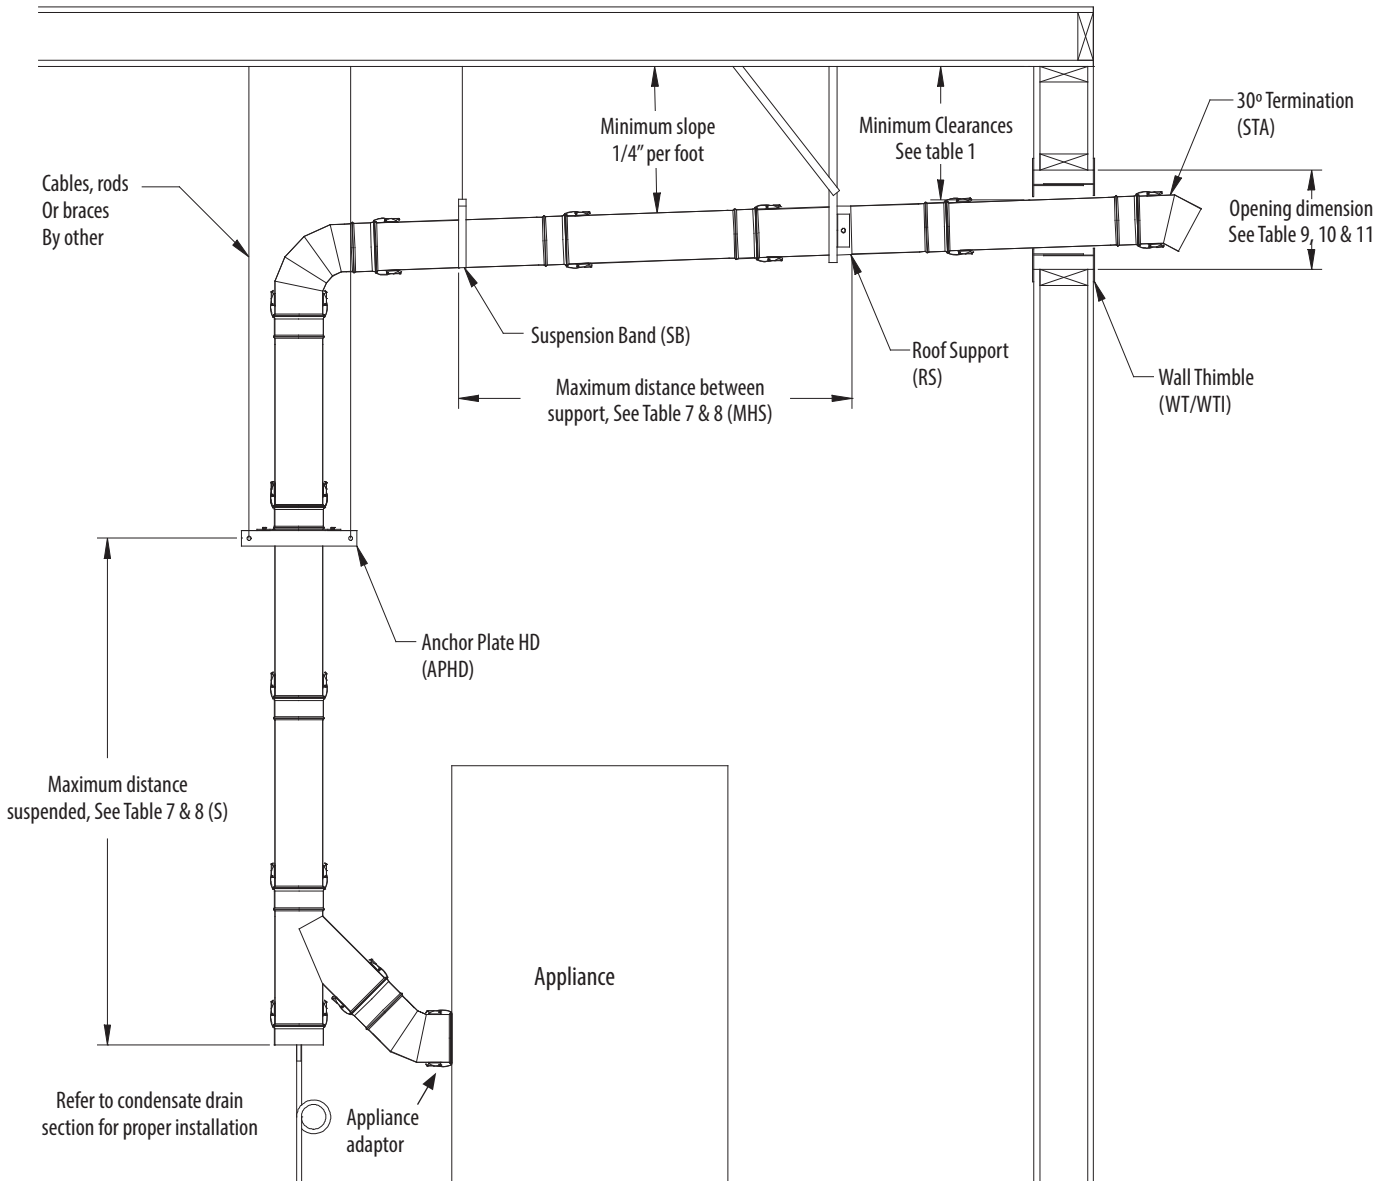 30º Termination
(STA)
Minimum slope
1/4” per foot
Minimum Clearances
See table 1
Cables, rods
Or braces
By other
Opening dimension
See Table 9, 10 & 11
Suspension Band (SB)
Roof Support
(RS)
Maximum distance between
support, See Table 7 & 8 (MHS)
Wall Thimble
(WT/WTI)
Anchor Plate HD
(APHD)
Maximum distance
suspended, See Table 7 & 8 (S)
Appliance
Refer to condensate drain
section for proper installation
Appliance
adaptor